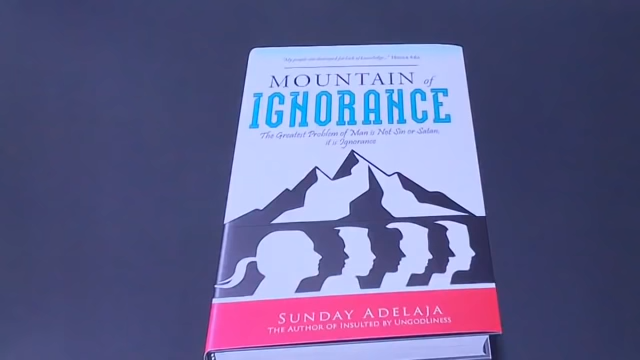 MOUNTAIN of
IGNORANCE
The Greatest Problem of Man is Not Sin or Satan,
it is Ignorance
SUNDAY ADELAJA
THE AUTHOR OF INSULTED BY UNGODLINESS